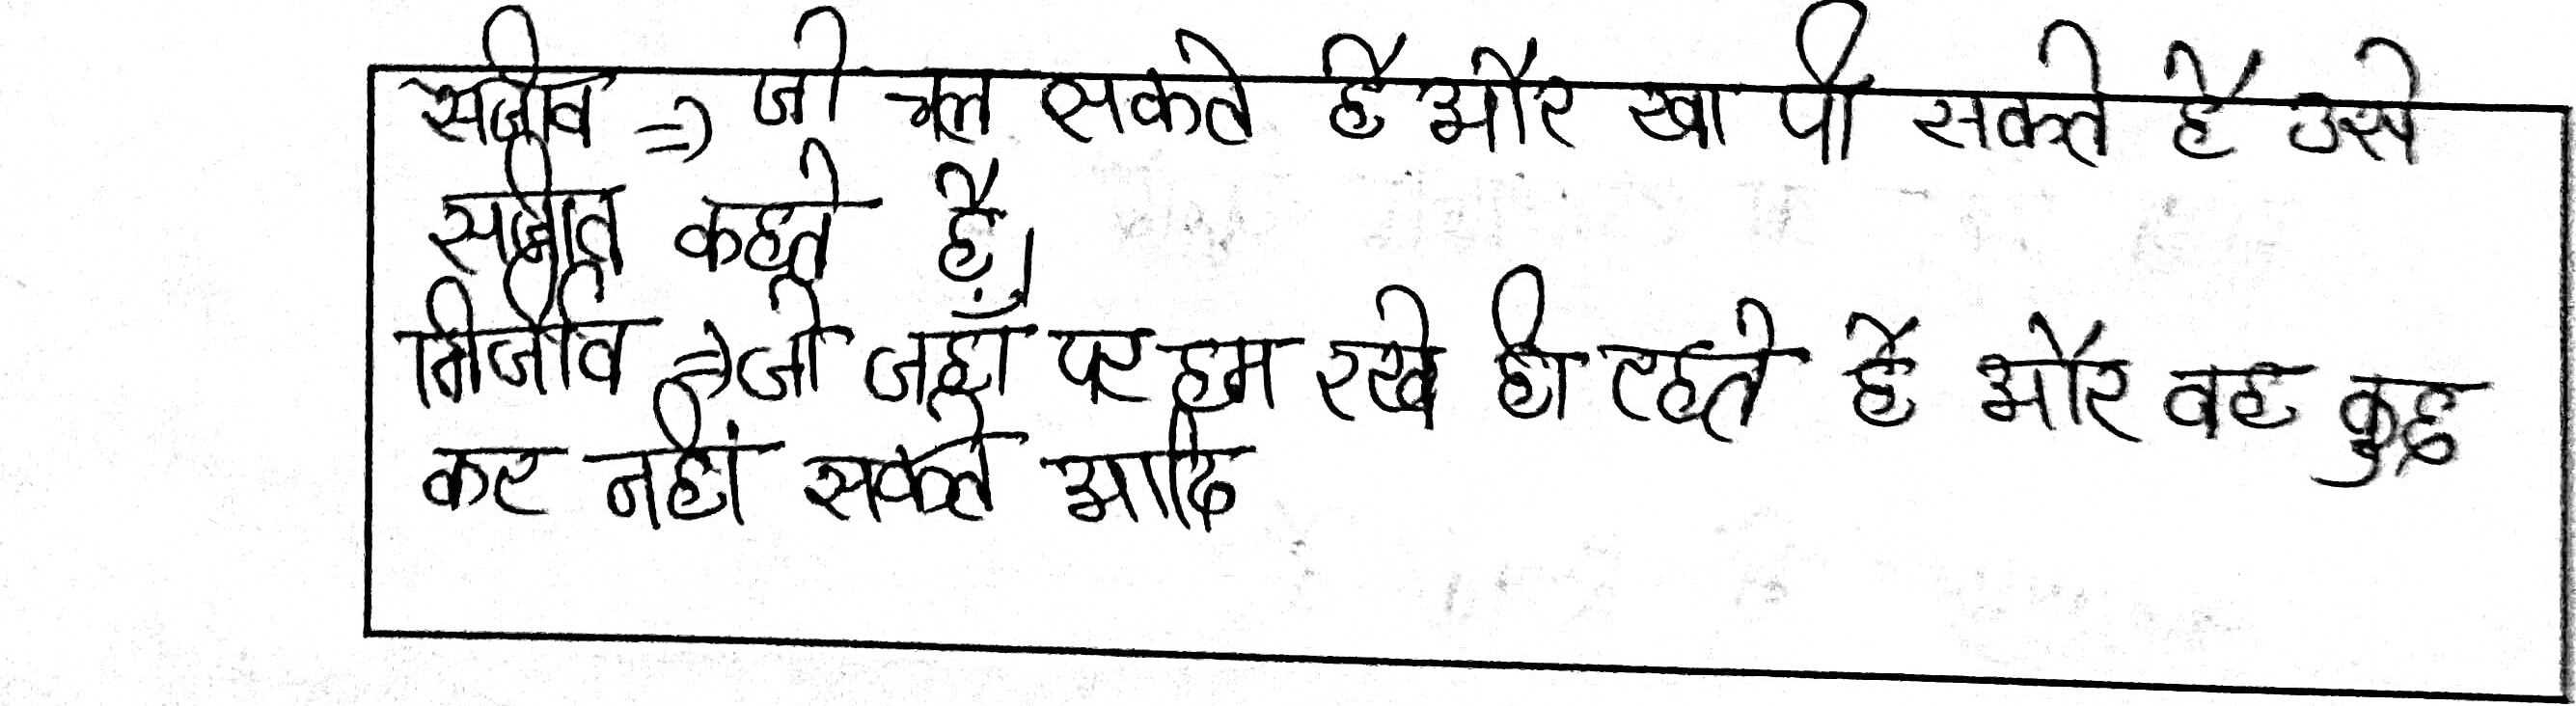 सजीव => जो चल सकते है और खा पी सकते है उसे
सजीव कहते है।
निर्जीव => जो जहाँ पर हम रखे ही रहते है और वह कुछ
कर नहीं सकते आदि